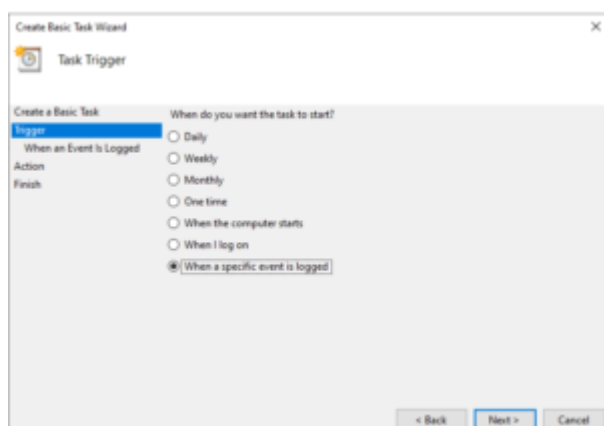 Create Basic Task Wizard
Task Trigger
Create a Basic Task
Trigger
When an Event Is Logged
Action
Finish
When do you want the task to start?
Daily
Weekly
Monthly
One time
When the computer starts
When I log on
When a specific event is logged
< Back
Next >
Cancel